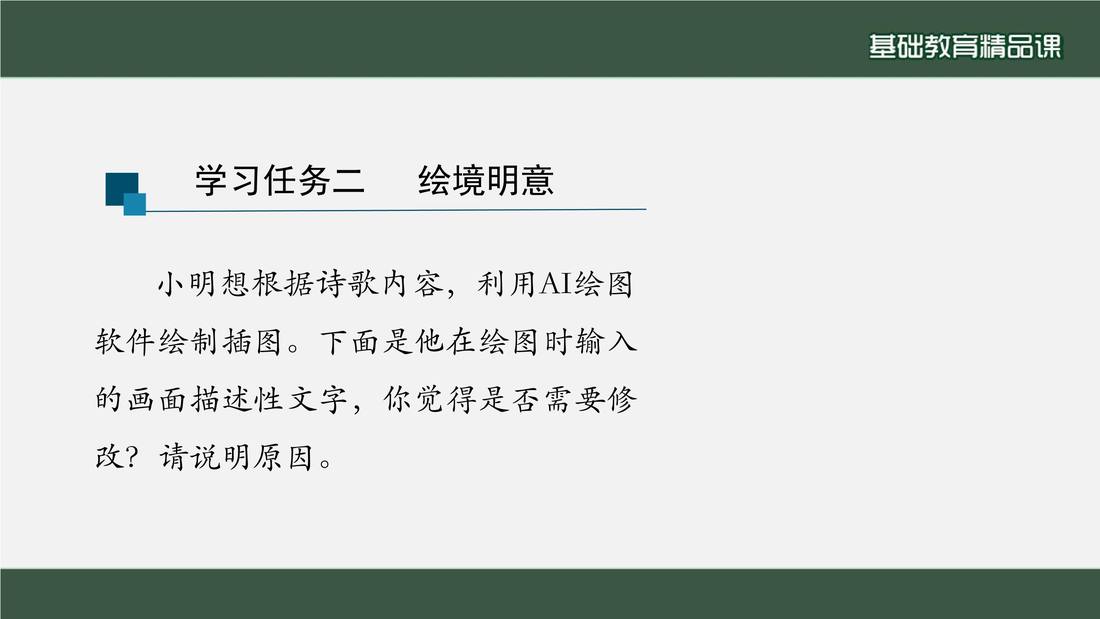 基础教育精品课
学习任务二 绘境明意
小明想根据诗歌内容，利用AI绘图
软件绘制插图。下面是他在绘图时输入
的画面描述性文字，你觉得是否需要修
改？请说明原因。